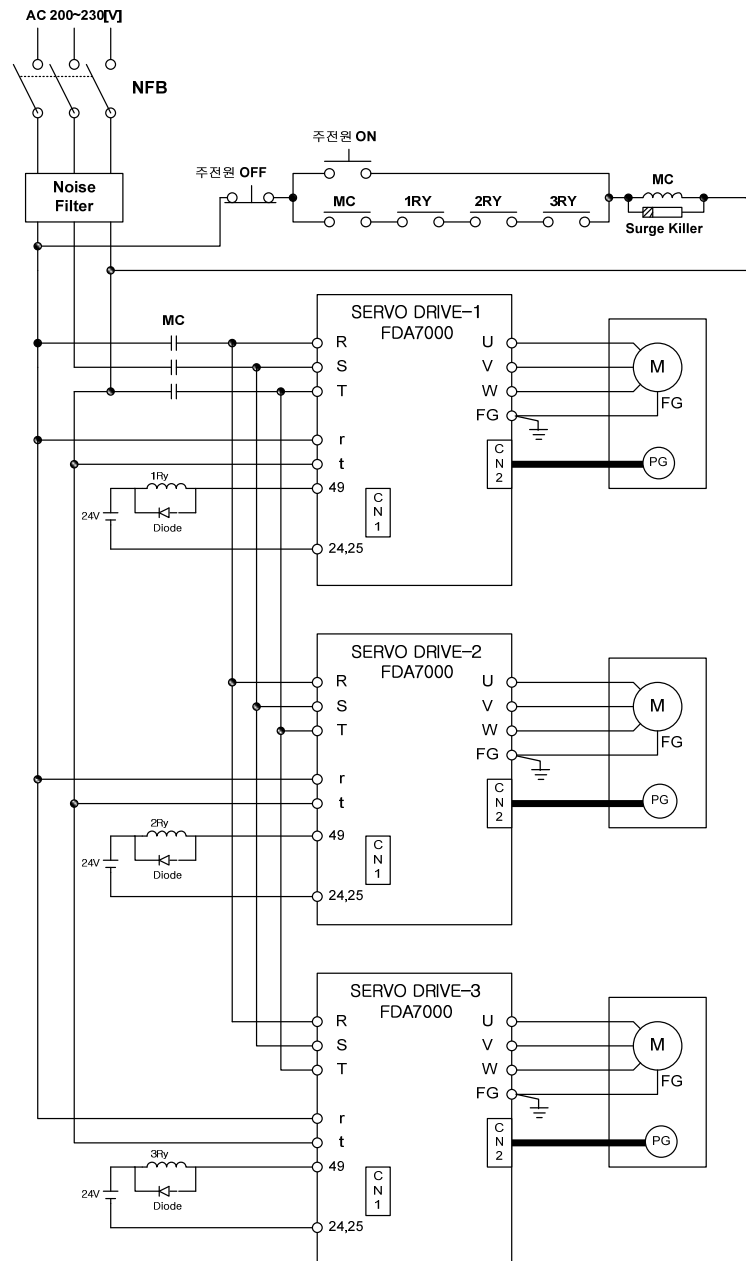 AC 200~230[V]
NFB
주전원 ON
주전원 OFF
MC
Noise
Filter
MC
1RY
2RY
3RY
Surge Killer
MC
SERVO DRIVE-1
FDA7000
R
S
T
r
t
49
24,25
U
V
W
FG
C
N
2
C
N
1
M
FG
PG
1Ry
24V
Diode
SERVO DRIVE-2
FDA7000
R
S
T
r
t
49
24,25
U
V
W
FG
C
N
2
C
N
1
M
FG
PG
2Ry
24V
Diode
SERVO DRIVE-3
FDA7000
R
S
T
r
t
49
24,25
U
V
W
FG
C
N
2
C
N
1
M
FG
PG
3Ry
24V
Diode